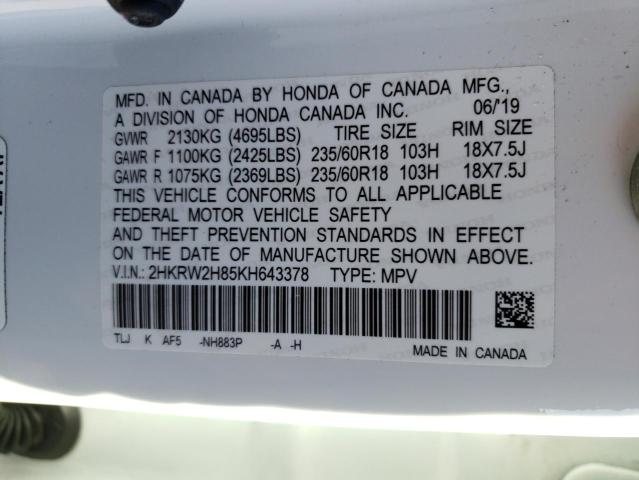 MFD. IN CANADA BY HONDA OF CANADA MFG.,
A DIVISION OF HONDA CANADA INC. 06/'19
GVWR 2130KG (4695LBS) TIRE SIZE RIM SIZE
GAWR F 1100KG (2425LBS) 235/60R18 103H 18X7.5J
GAWR R 1075KG (2369LBS) 235/60R18 103H 18X7.5J
THIS VEHICLE CONFORMS TO ALL APPLICABLE
FEDERAL MOTOR VEHICLE SAFETY
AND THEFT PREVENTION STANDARDS IN EFFECT
ON THE DATE OF MANUFACTURE SHOWN ABOVE.
V.I.N.: 2HKRW2H85KH643378 TYPE: MPV
TLJ K AF5 -NH883P -A -H
MADE IN CANADA